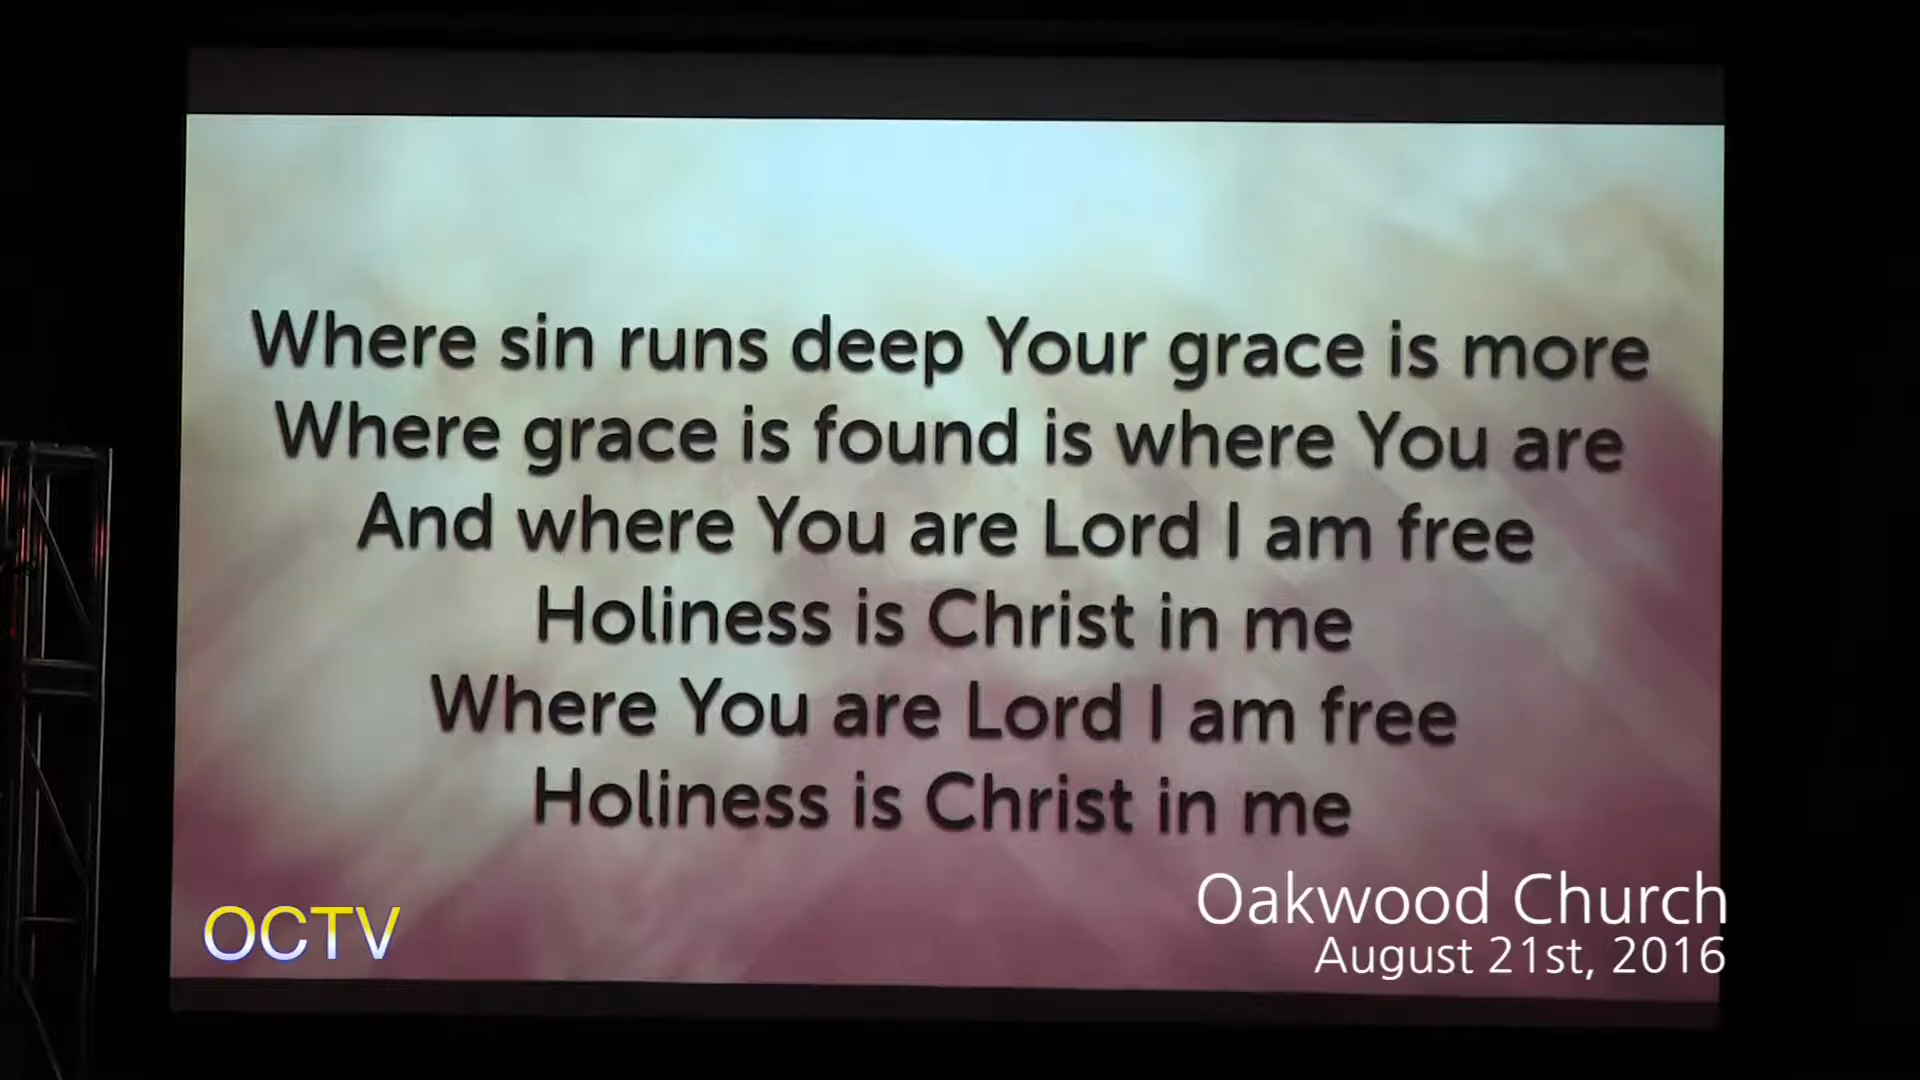 Where sin runs deep Your grace is more
Where grace is found is where You are
And where You are Lord I am free
Holiness is Christ in me
Where You are Lord I am free
Holiness is Christ in me
OCTV
Oakwood Church
August 21st, 2016